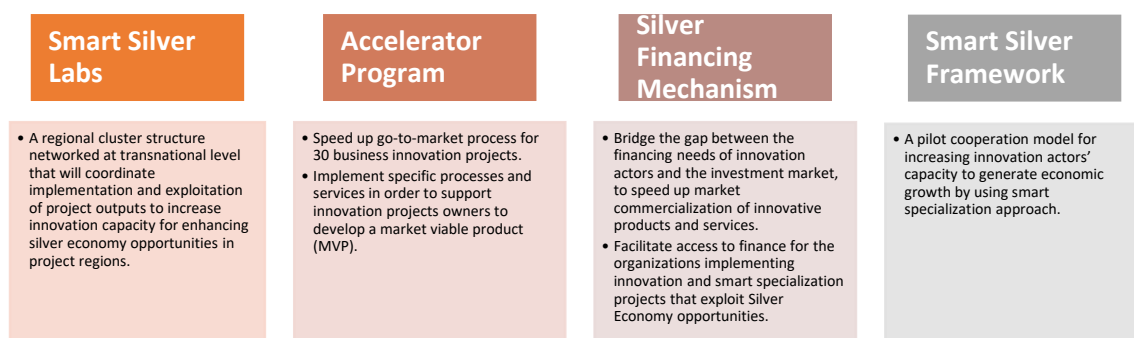 Smart Silver
Labs
• A regional cluster structure
networked at transnational level
that will coordinate
implementation and exploitation
of project outputs to increase
innovation capacity for enhancing
silver economy opportunities in
project regions.
Accelerator
Program
• Speed up go-to-market process for
30 business innovation projects.
• Implement specific processes and
services in order to support
innovation projects owners to
develop a market viable product
(MVP).
Silver
Financing
Mechanism
• Bridge the gap between the
financing needs of innovation
actors and the investment market,
to speed up market
commercialization of innovative
products and services.
• Facilitate access to finance for the
organizations implementing
innovation and smart specialization
projects that exploit Silver
Economy opportunities.
Smart Silver
Framework
• A pilot cooperation model for
increasing innovation actors’
capacity to generate economic
growth by using smart
specialization approach.